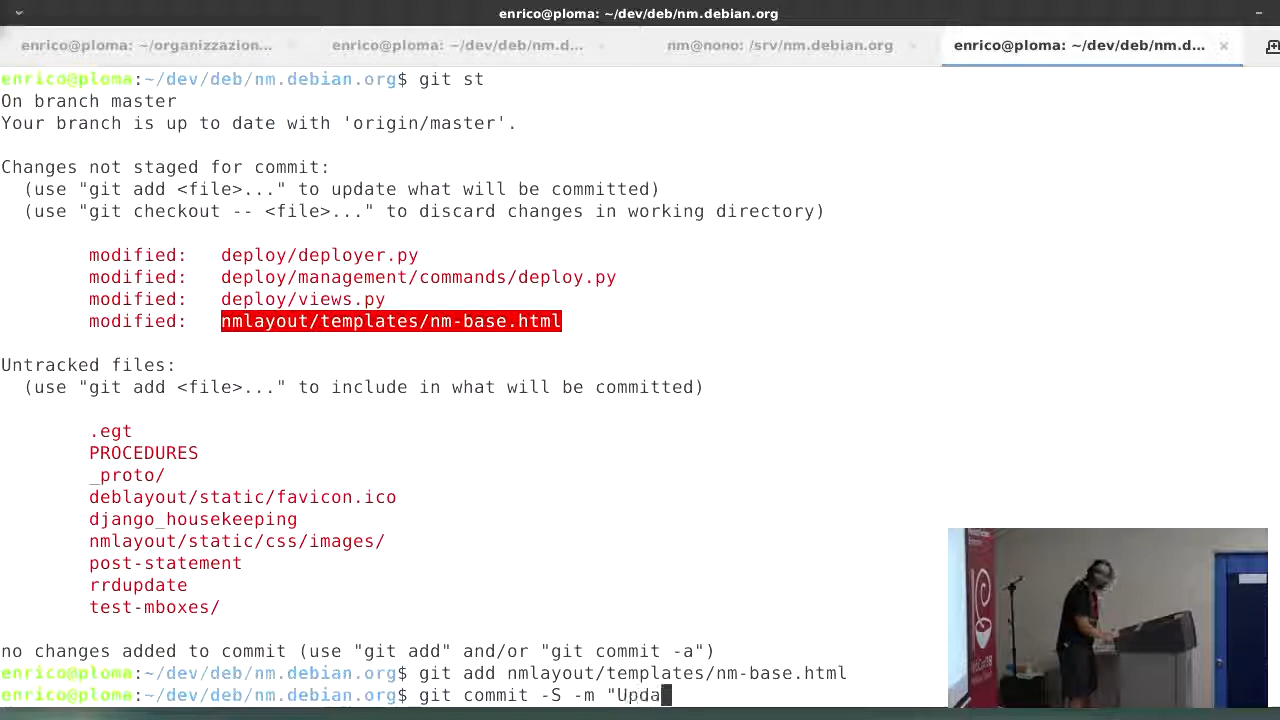 enrico@ploma: ~/dev/deb/nm.debian.org
enrico@ploma: ~/organizzazion... enrico@ploma: ~/dev/deb/nm.d... nm@nono: /srv/nm.debian.org enrico@ploma: ~/dev/deb/nm.d...
enrico@ploma:~/dev/deb/nm.debian.org$ git st
On branch master
Your branch is up to date with 'origin/master'.
Changes not staged for commit:
(use "git add <file>..." to update what will be committed)
(use "git checkout -- <file>..." to discard changes in working directory)
modified: deploy/deployer.py
modified: deploy/management/commands/deploy.py
modified: deploy/views.py
modified: nmlayout/templates/nm-base.html
Untracked files:
(use "git add <file>..." to include in what will be committed)
.egt
PROCEDURES
_proto/
deblayout/static/favicon.ico
django_housekeeping
nmlayout/static/css/images/
post-statement
rrdupdate
test-mboxes/
no changes added to commit (use "git add" and/or "git commit -a")
enrico@ploma:~/dev/deb/nm.debian.org$ git add nmlayout/templates/nm-base.html
enrico@ploma:~/dev/deb/nm.debian.org$ git commit -S -m "Upda